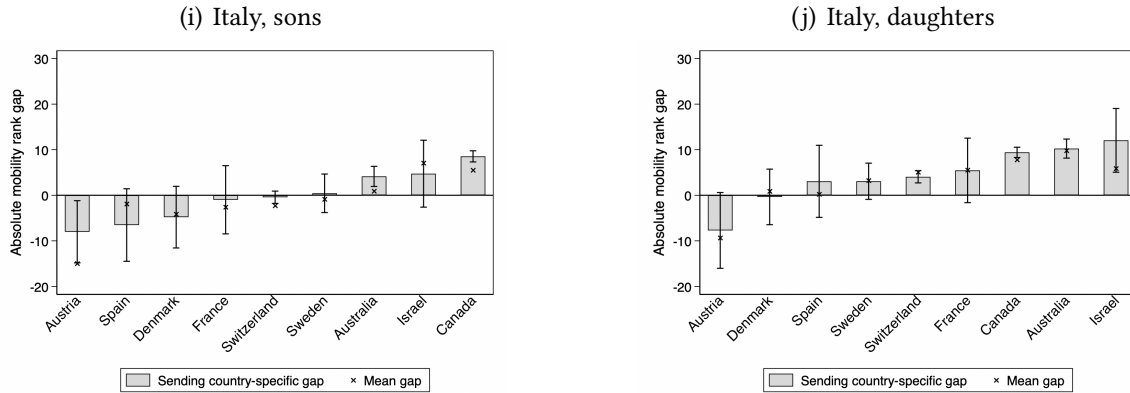 (i) Italy, sons
Absolute mobility rank gap
30
20
10
0
-10
-20
Austria
Spain
Denmark
France
Switzerland
Sweden
Australia
Israel
Canada
Sending country-specific gap × Mean gap
(j) Italy, daughters
Absolute mobility rank gap
30
20
10
0
-10
-20
Austria
Denmark
Spain
Sweden
Switzerland
France
Canada
Australia
Israel
Sending country-specific gap × Mean gap